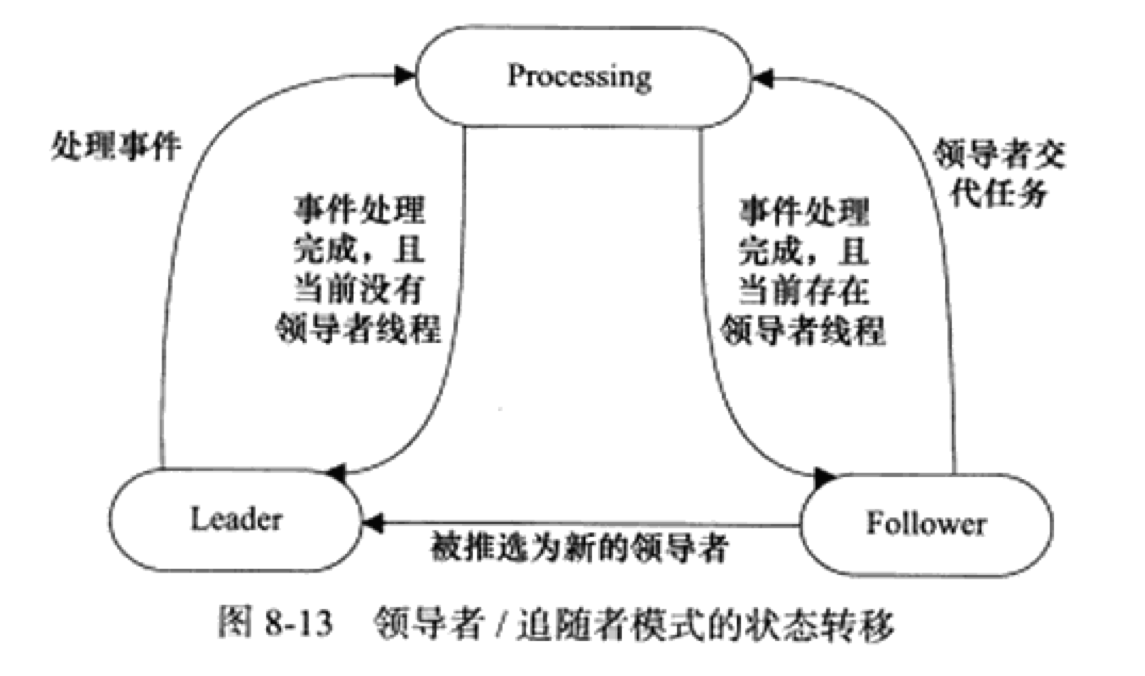 Processing
处理事件
领导者交
代任务
事件处理
完成，且
当前没有
领导者线程
事件处理
完成，且
当前存在
领导者线程
Leader
Follower
被推选为新的领导者
图 8-13 领导者 / 追随者模式的状态转移